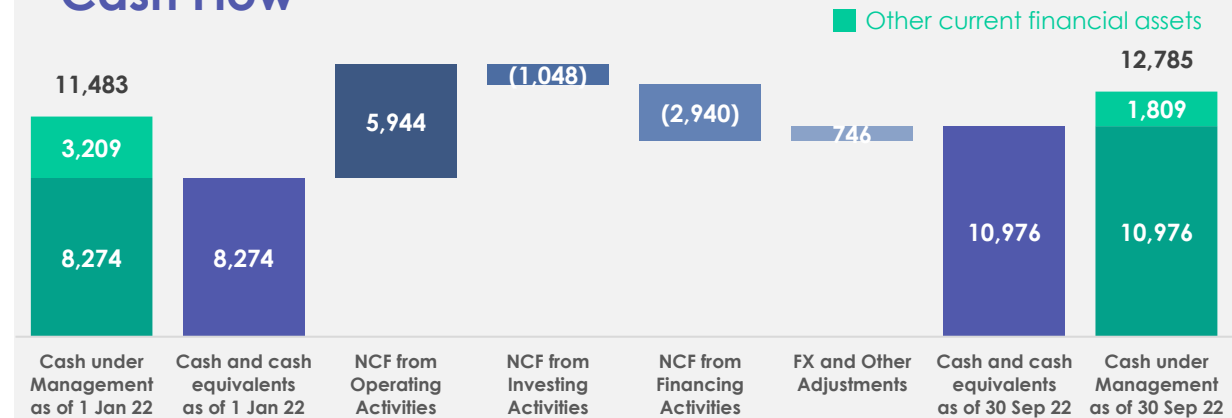 Cash Flow
Other current financial assets
11,483
3,209
8,274
8,274
5,944
(1,048)
(2,940)
746
10,976
12,785
1,809
10,976
Cash under
Management
as of 1 Jan 22
Cash and cash
equivalents
as of 1 Jan 22
NCF from
Operating
Activities
NCF from
Investing
Activities
NCF from
Financing
Activities
FX and Other
Adjustments
Cash and cash
equivalents
as of 30 Sep 22
Cash under
Management
as of 30 Sep 22